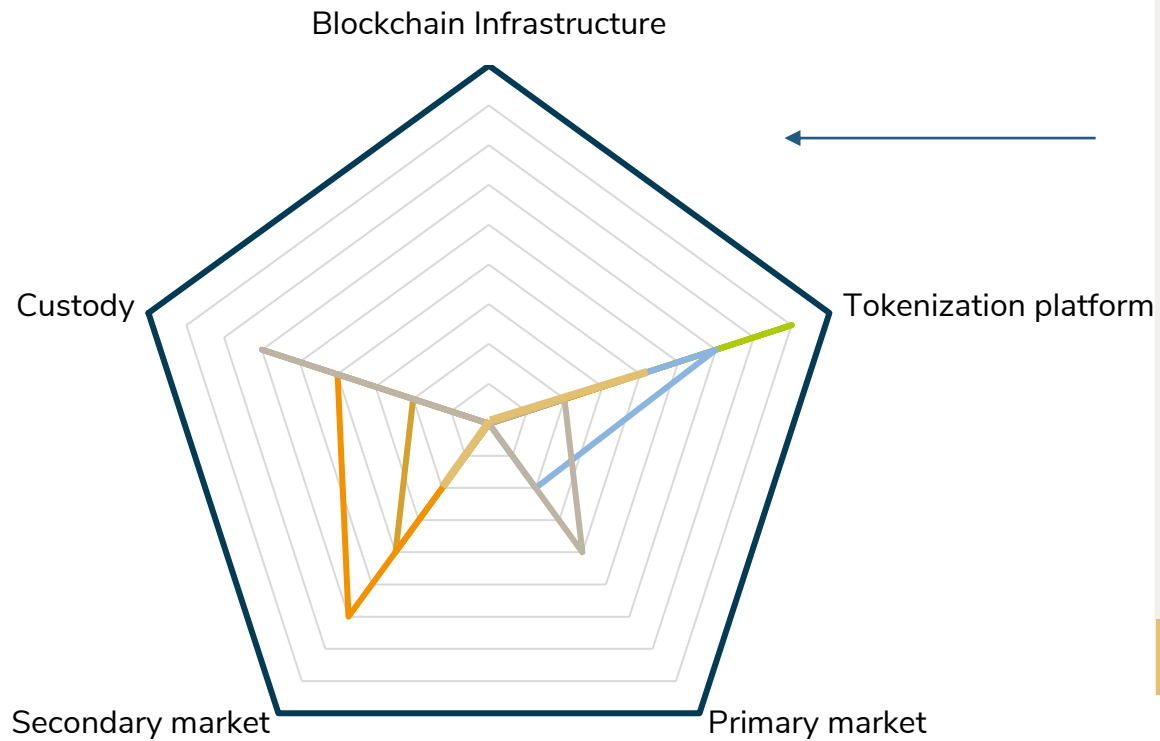 Blockchain Infrastructure
Custody
Tokenization platform
Secondary market
Primary market